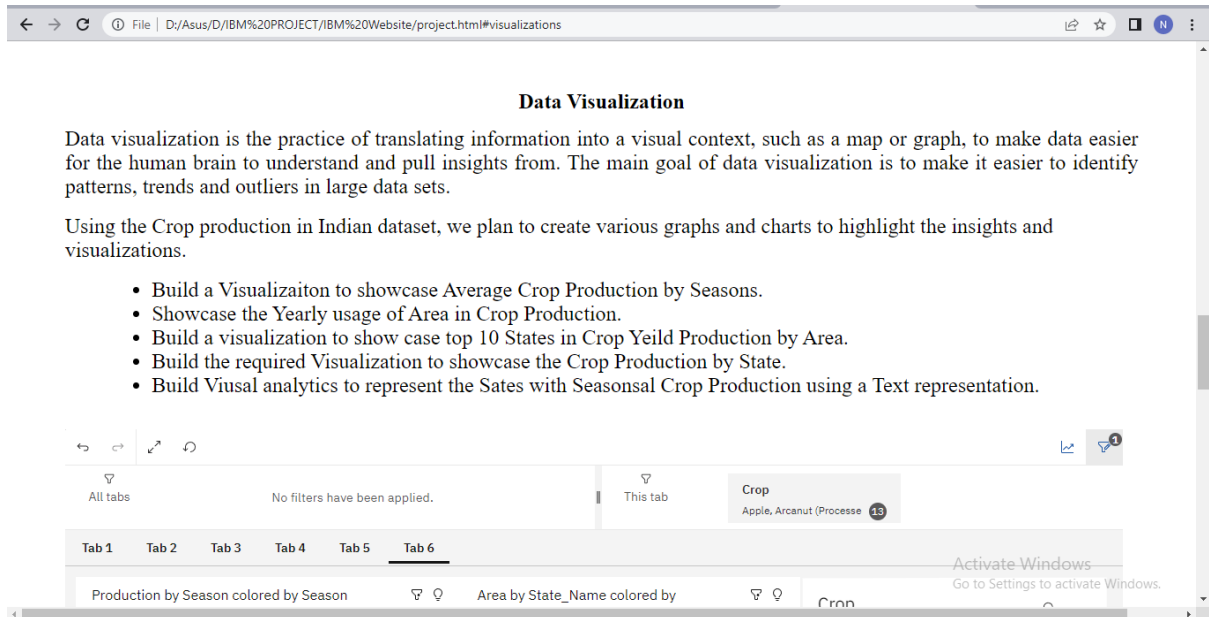 File | D:/Asus/D/IBM%20PROJECT/IBM%20Website/project.html#visualizations
N
Data Visualization
Data visualization is the practice of translating information into a visual context, such as a map or graph, to make data easier
for the human brain to understand and pull insights from. The main goal of data visualization is to make it easier to identify
patterns, trends and outliers in large data sets.
Using the Crop production in Indian dataset, we plan to create various graphs and charts to highlight the insights and
visualizations.
• Build a Visualizaiton to showcase Average Crop Production by Seasons.
• Showcase the Yearly usage of Area in Crop Production.
• Build a visualization to show case top 10 States in Crop Yeild Production by Area.
• Build the required Visualization to showcase the Crop Production by State.
• Build Viusal analytics to represent the Sates with Seasonsal Crop Production using a Text representation.
1
All tabs
No filters have been applied.
This tab
Crop
Apple, Arcanut (Processe 13
Tab 1 Tab 2 Tab 3 Tab 4 Tab 5 Tab 6
Activate Windows
Go to Settings to activate Windows.
Production by Season colored by Season
Area by State_Name colored by
Crop